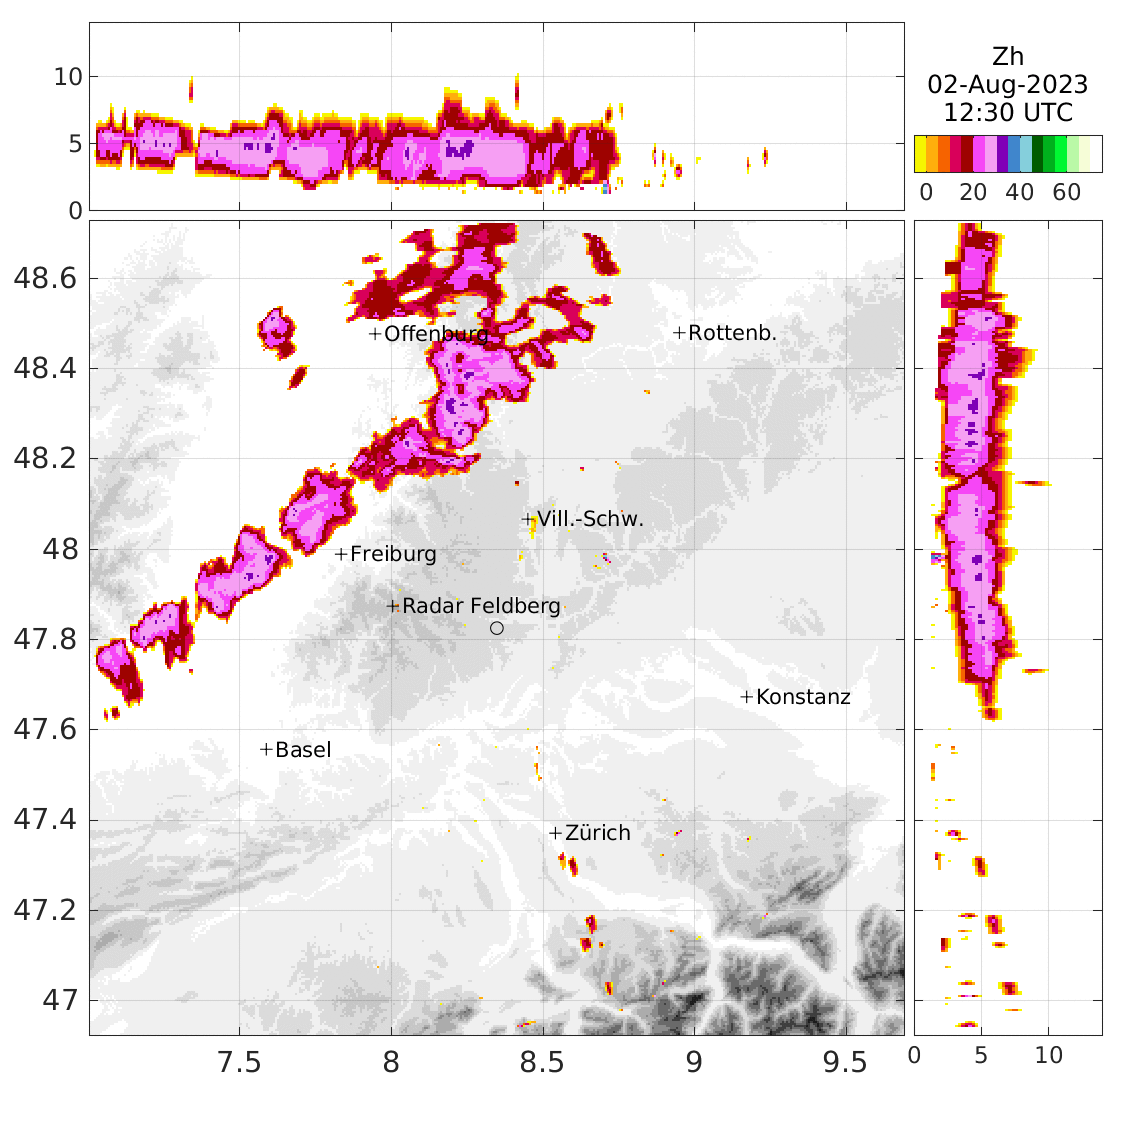 10
5
0
Zh
02-Aug-2023
12:30 UTC
0 20 40 60
48.6
48.4
48.2
48
47.8
47.6
47.4
47.2
47
Offenburg
Rottenb.
Vill.-Schw.
Freiburg
Radar Feldberg
Konstanz
Basel
Zürich
7.5 8 8.5 9 9.5
0 5 10